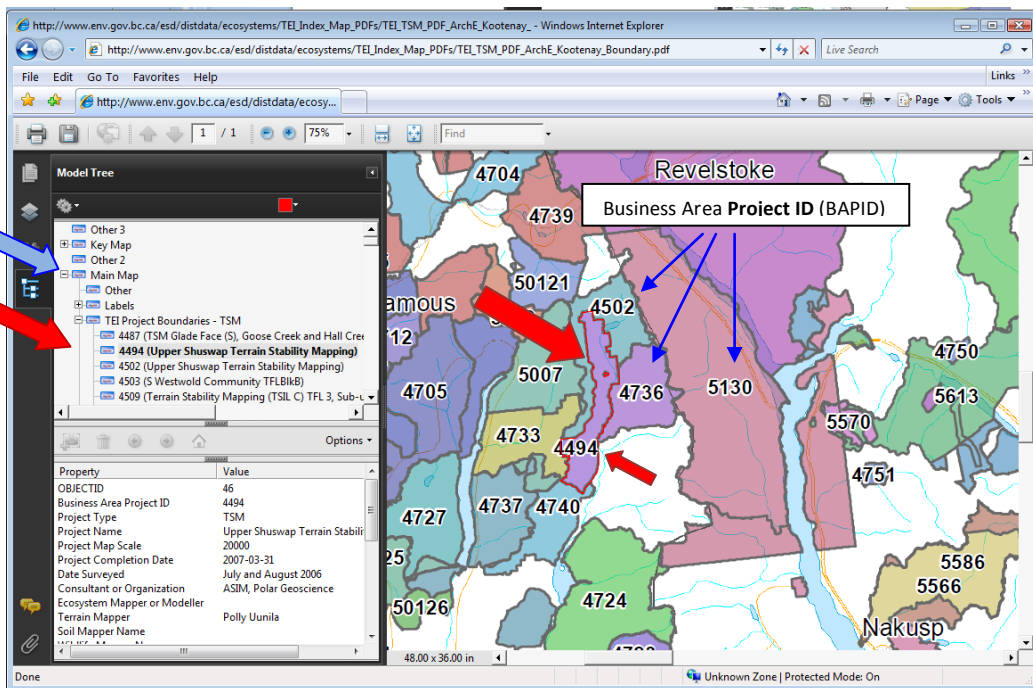 http://www.env.gov.bc.ca/esd/distdata/ecosystems/TEI_Index_Map_PDFs/TEI_TSM_PDF_ArchE_Kootenay_ - Windows Internet Explorer
http://www.env.gov.bc.ca/esd/distdata/ecosystems/TEI_Index_Map_PDFs/TEI_TSM_PDF_ArchE_Kootenay_Boundary.pdf
Live Search
File Edit Go To Favorites Help
Links
http://www.env.gov.bc.ca/esd/distdata/ecosy...
Page Tools
1 / 1 75% Find
Model Tree
Other 3
Key Map
Other 2
Main Map
Other
Labels
TEI Project Boundaries - TSM
4487 (TSM Glade Face (S), Goose Creek and Hall Cree
4494 (Upper Shuswap Terrain Stability Mapping)
4502 (Upper Shuswap Terrain Stability Mapping)
4503 (S Westwold Community TFLBlkB)
4509 (Terrain Stability Mapping (TSIL C) TFL 3, Sub-u
Options
Property Value
OBJECTID 46
Business Area Project ID 4494
Project Type TSM
Project Name Upper Shuswap Terrain Stabilit
Project Map Scale 20000
Project Completion Date 2007-03-31
Date Surveyed July and August 2006
Consultant or Organization ASIM, Polar Geoscience
Ecosystem Mapper or Modeller
Terrain Mapper Polly Uunila
Soil Mapper Name
4704
Revelstoke
4739
Business Area Project ID (BAPID)
50121
amous
4502
12
4750
5007
4705
4736
5130
5613
5570
4733
4494
4751
4737
4740
4727
25
5586
5566
50126
4724
Nakusp
48.00 x 36.00 in
Done
Unknown Zone | Protected Mode: On